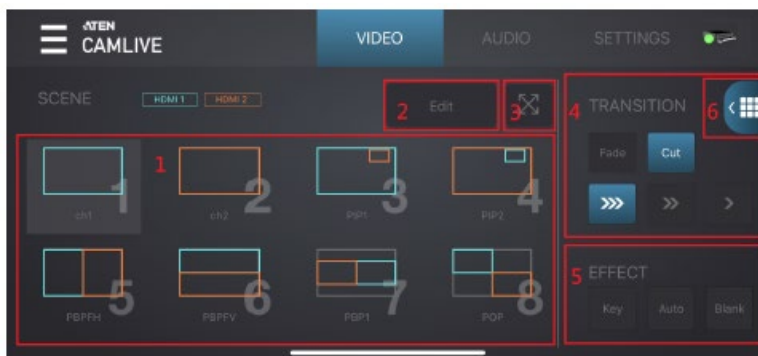 ATEN
CAMLIVE
VIDEO
AUDIO
SETTINGS
SCENE
HDMI 1
HDMI 2
2
Edit
3
4
TRANSITION
6
Fade
Cut
>>>
>>
>
1
1
ch1
2
ch2
3
PIP1
4
PIP2
5
PBPFH
6
PBPFV
7
PBP1
8
POP
5
EFFECT
Key
Auto
Blank